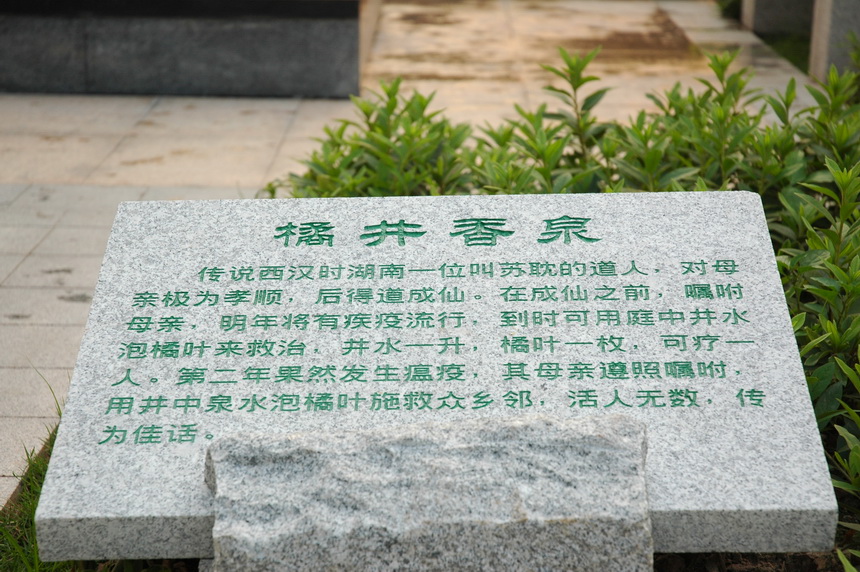 橘井香泉
传说西汉时湖南一位叫苏耽的道人，对母
亲极为孝顺，后得道成仙。在成仙之前，嘱咐
母亲，明年将有疾疫流行，到时可用庭中井水
泡橘叶来救治，井水一升，橘叶一枚，可疗一
人。第二年果然发生瘟疫，其母亲遵照嘱咐，
用井中泉水泡橘叶施救众乡邻，活人无数，传
为佳话。